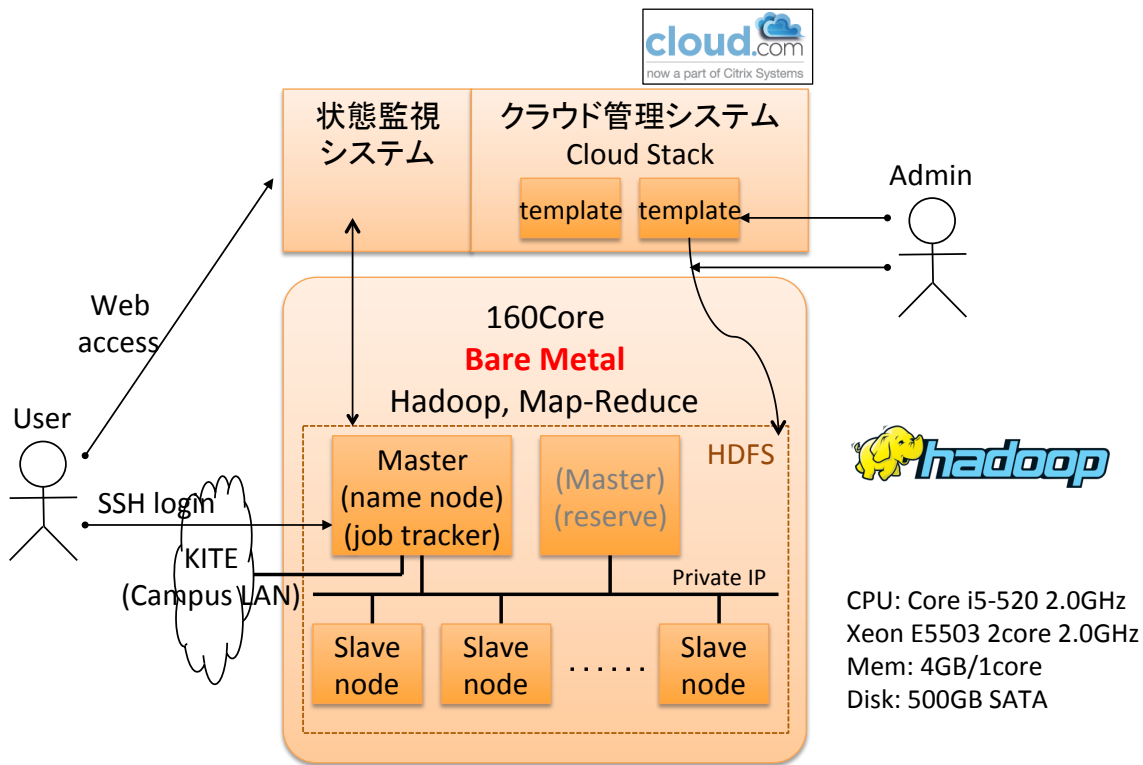 cloud.com
now a part of Citrix Systems
状態監視
システム
クラウド管理システム
Cloud Stack
template
template
Admin
Web
access
160Core
Bare Metal
Hadoop, Map-Reduce
User
HDFS
Master
(name node)
(job tracker)
(Master)
(reserve)
hadoop
SSH login
KITE
(Campus LAN)
Private IP
Slave
node
Slave
node
......
Slave
node
CPU: Core i5-520 2.0GHz
Xeon E5503 2core 2.0GHz
Mem: 4GB/1core
Disk: 500GB SATA